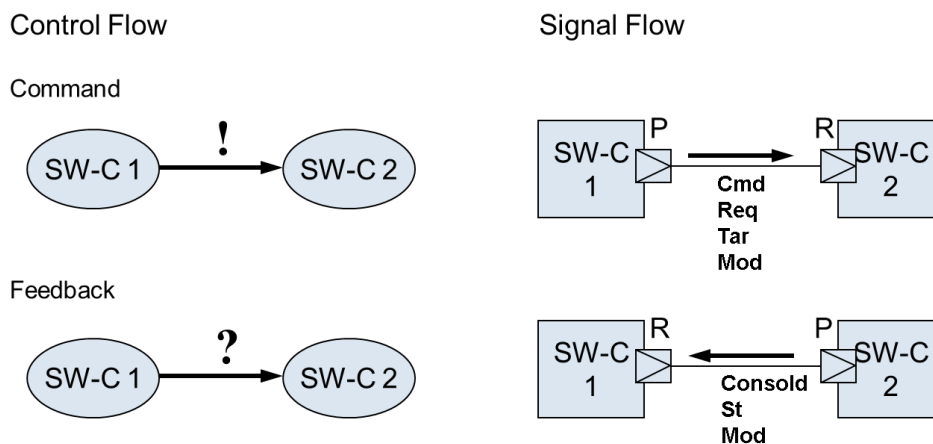 Control Flow
Signal Flow
Command
!
SW-C 1
SW-C 2
P
R
SW-C
1
SW-C
2
Cmd
Req
Tar
Mod
Feedback
?
SW-C 1
SW-C 2
R
P
SW-C
1
SW-C
2
Consold
St
Mod